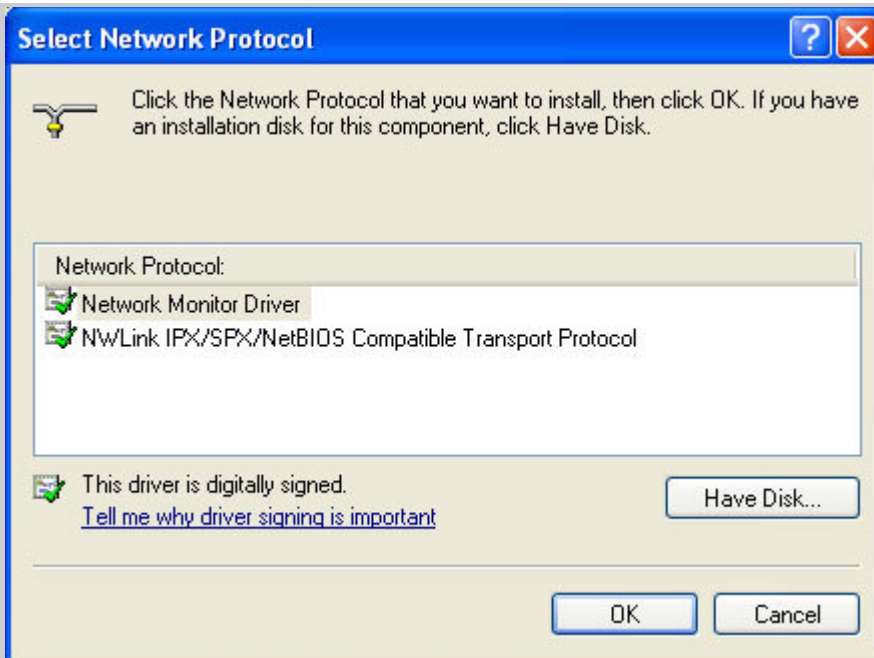 Select Network Protocol
Click the Network Protocol that you want to install, then click OK. If you have
an installation disk for this component, click Have Disk.
Network Protocol:
Network Monitor Driver
NWLink IPX/SPX/NetBIOS Compatible Transport Protocol
This driver is digitally signed.
Tell me why driver signing is important
Have Disk...
OK
Cancel